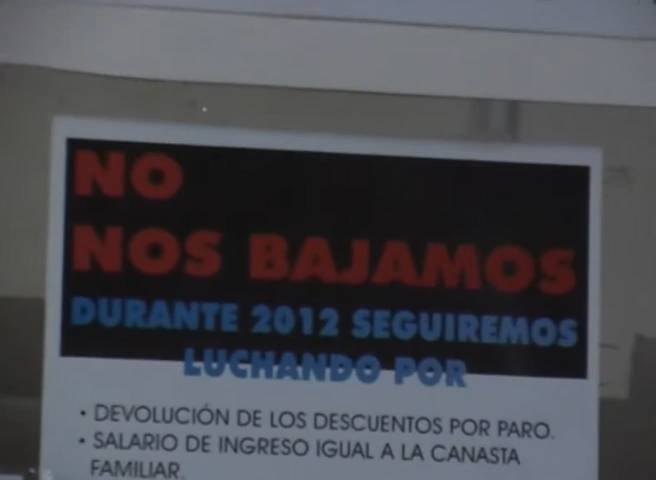 NO
NOS BAJAMOS
DURANTE 2012 SEGUIREMOS
LUCHANDO POR
• DEVOLUCIÓN DE LOS DESCUENTOS POR PARO.
• SALARIO DE INGRESO IGUAL A LA CANASTA
FAMILIAR.